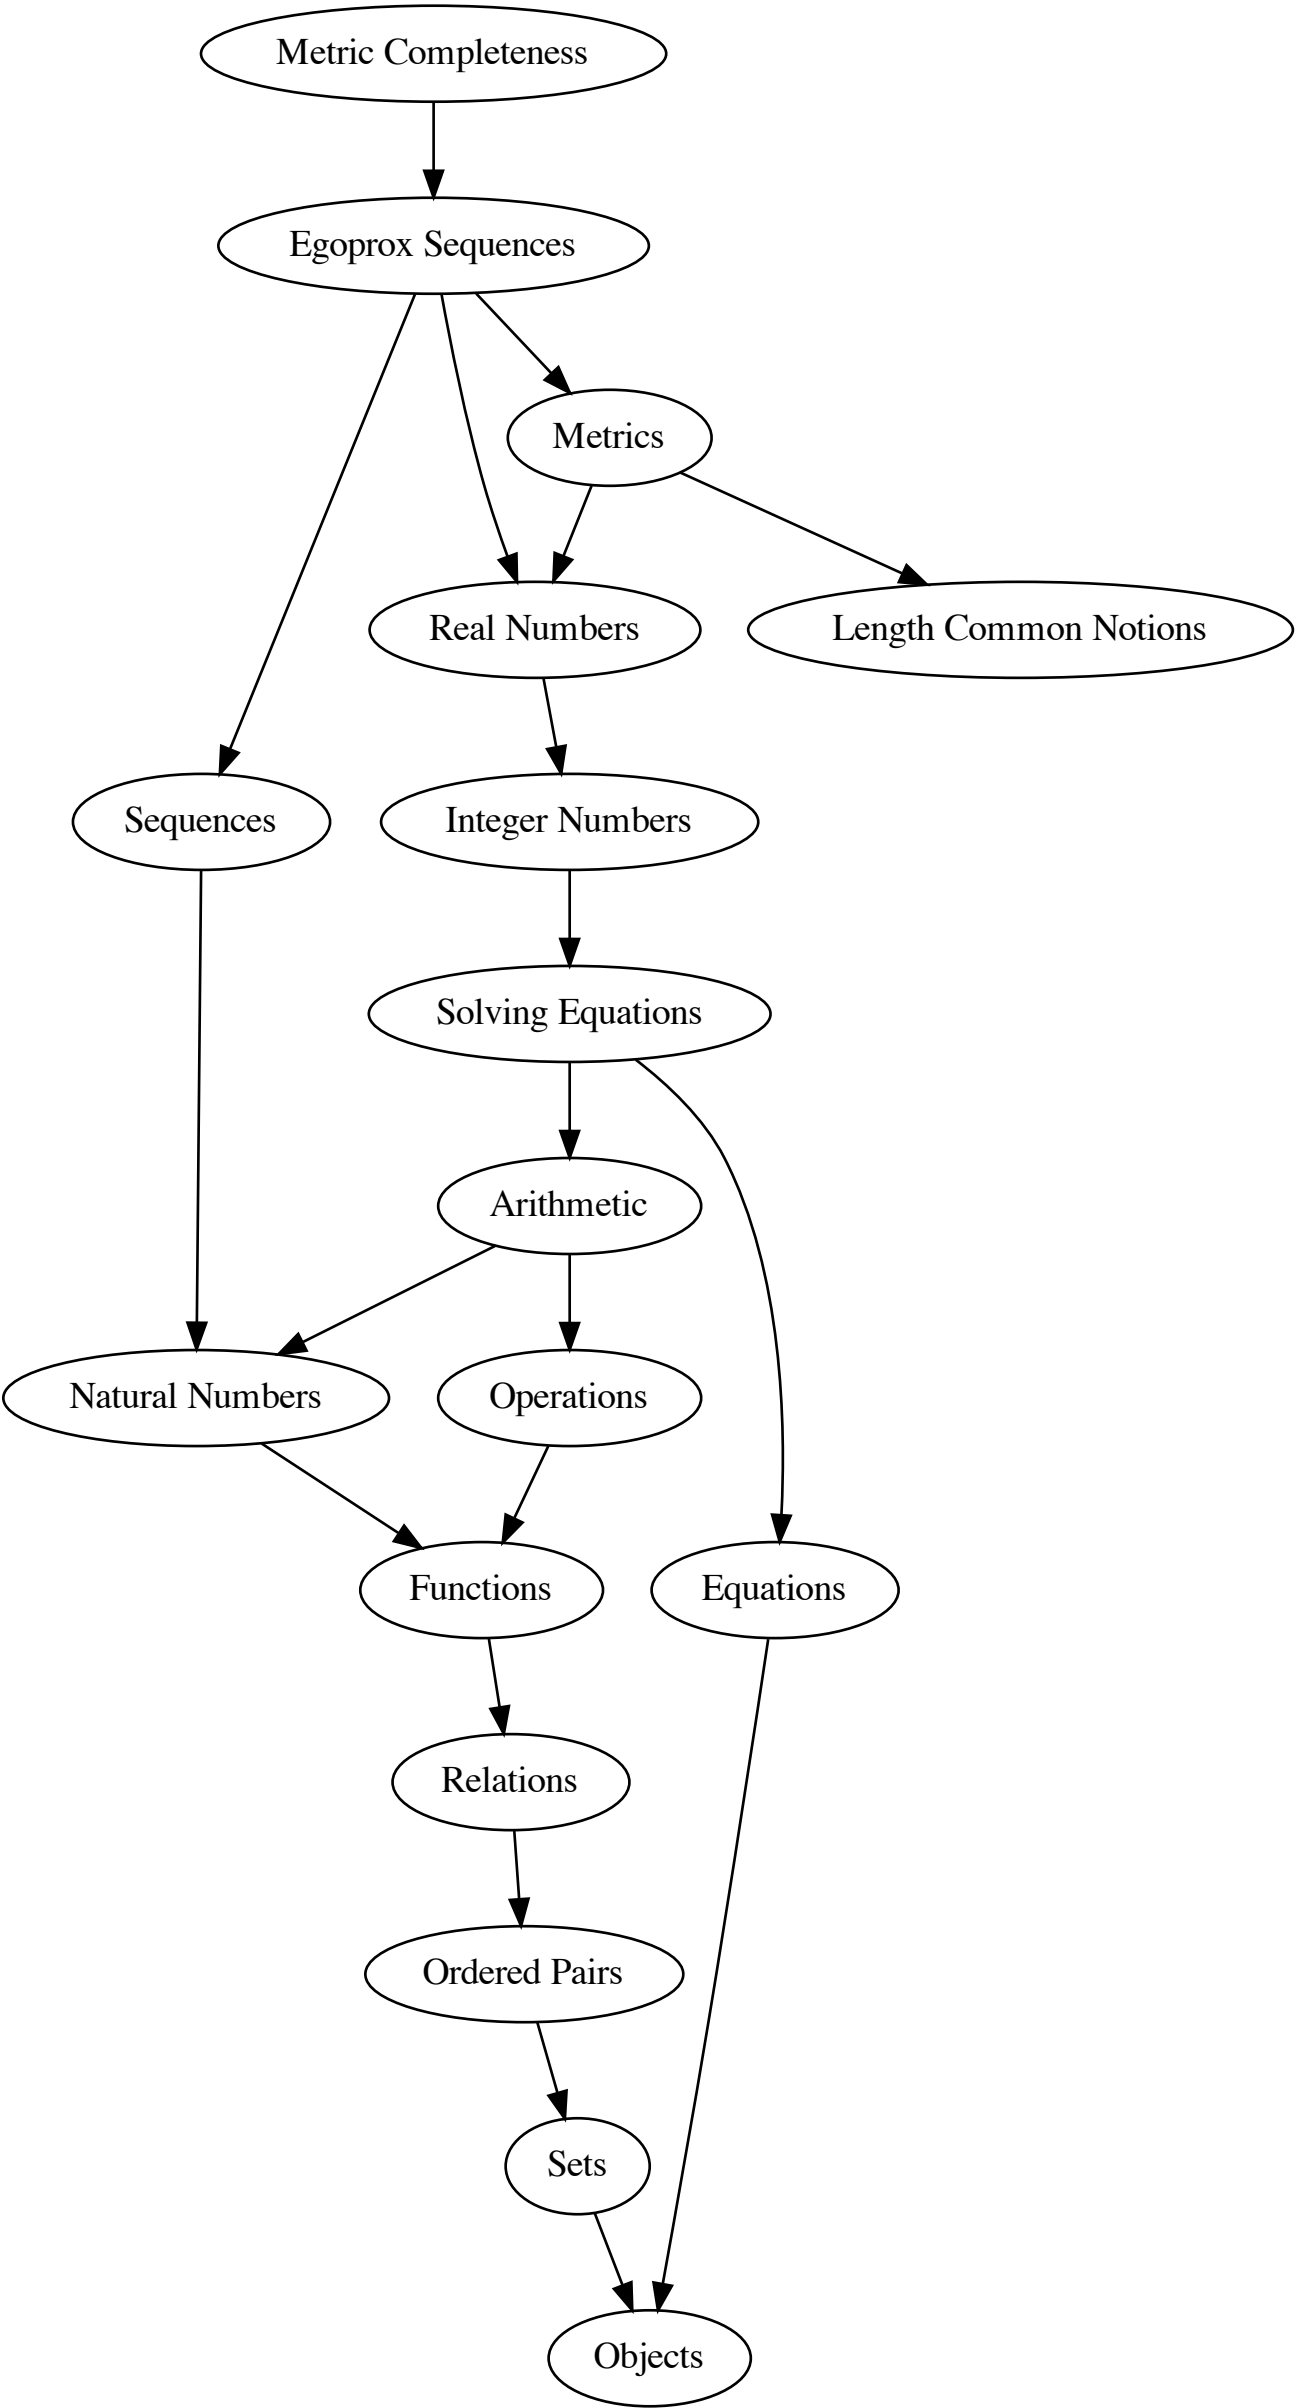 Metric Completeness
Egoprox Sequences
Metrics
Real Numbers
Length Common Notions
Sequences
Integer Numbers
Solving Equations
Arithmetic
Natural Numbers
Operations
Functions
Equations
Relations
Ordered Pairs
Sets
Objects